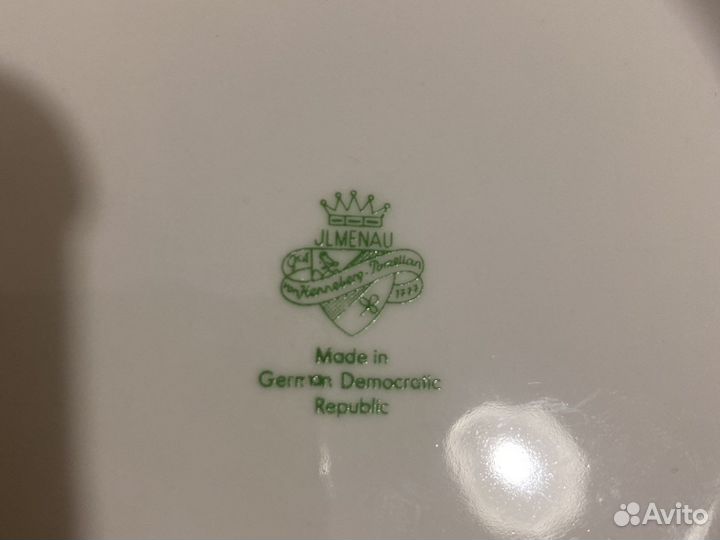 JLMENAU
Graf
von Henneberg - Porzellan
1777
Made in
German Democratic
Republic
Avito